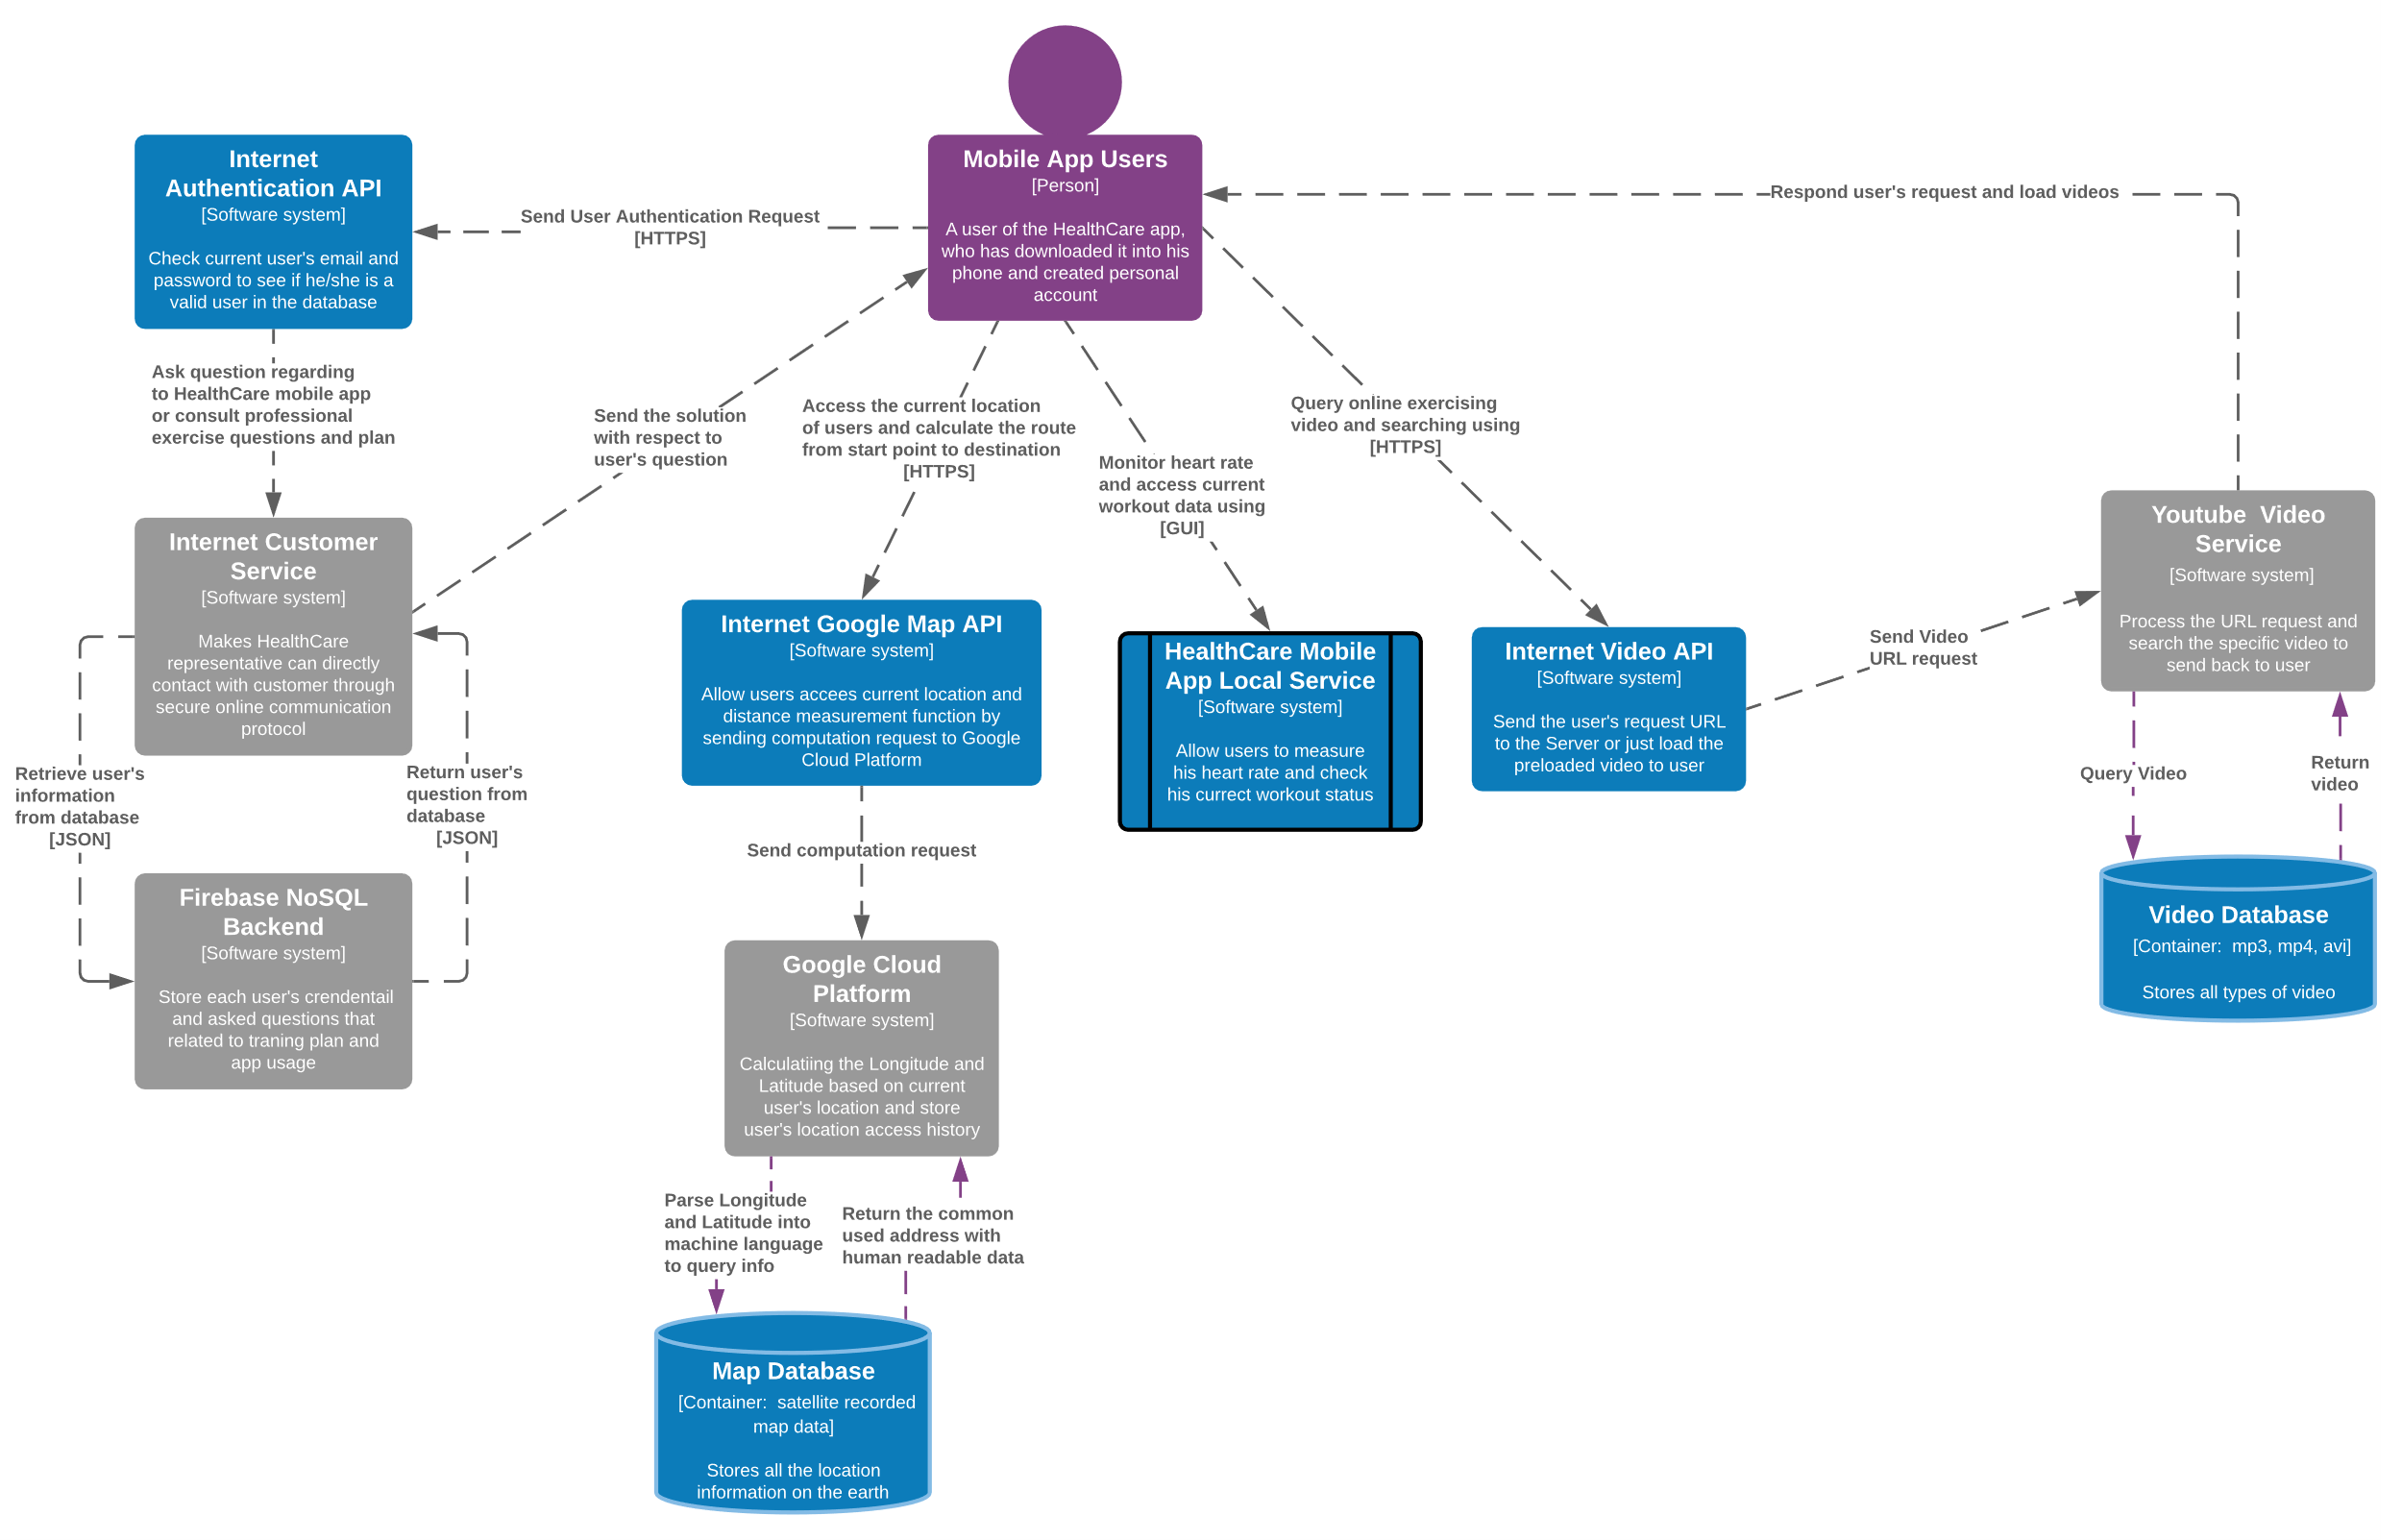 Mobile App Users
[Person]
A user of the HealthCare app,
who has downloaded it into his
phone and created personal
account
Internet
Authentication API
[Software system]
Check current user's email and
password to see if he/she is a
valid user in the database
Send User Authentication Request
[HTTPS]
Respond user's request and load videos
Ask question regarding
to HealthCare mobile app
or consult professional
exercise questions and plan
Send the solution
with respect to
user's question
Access the current location
of users and calculate the route
from start point to destination
[HTTPS]
Monitor heart rate
and access current
workout data using
[GUI]
Query online exercising
video and searching using
[HTTPS]
Internet Customer
Service
[Software system]
Makes HealthCare
representative can directly
contact with customer through
secure online communication
protocol
Internet Google Map API
[Software system]
Allow users accees current location and
distance measurement function by
sending computation request to Google
Cloud Platform
HealthCare Mobile
App Local Service
[Software system]
Allow users to measure
his heart rate and check
his currect workout status
Internet Video API
[Software system]
Send the user's request URL
to the Server or just load the
preloaded video to user
Send Video
URL request
Youtube  Video
Service
[Software system]
Process the URL request and
search the specific video to
send back to user
Retrieve user's
information
from database
[JSON]
Return user's
question from
database
[JSON]
Query Video
Return
video
Send computation request
Firebase NoSQL
Backend
[Software system]
Store each user's crendentail
and asked questions that
related to traning plan and
app usage
Video Database
[Container:  mp3, mp4, avi]
Stores all types of video
Google Cloud
Platform
[Software system]
Calculatiing the Longitude and
Latitude based on current
user's location and store
user's location access history
Parse Longitude
and Latitude into
machine language
to query info
Return the common
used address with
human readable data
Map Database
[Container:  satellite recorded
map data]
Stores all the location
information on the earth